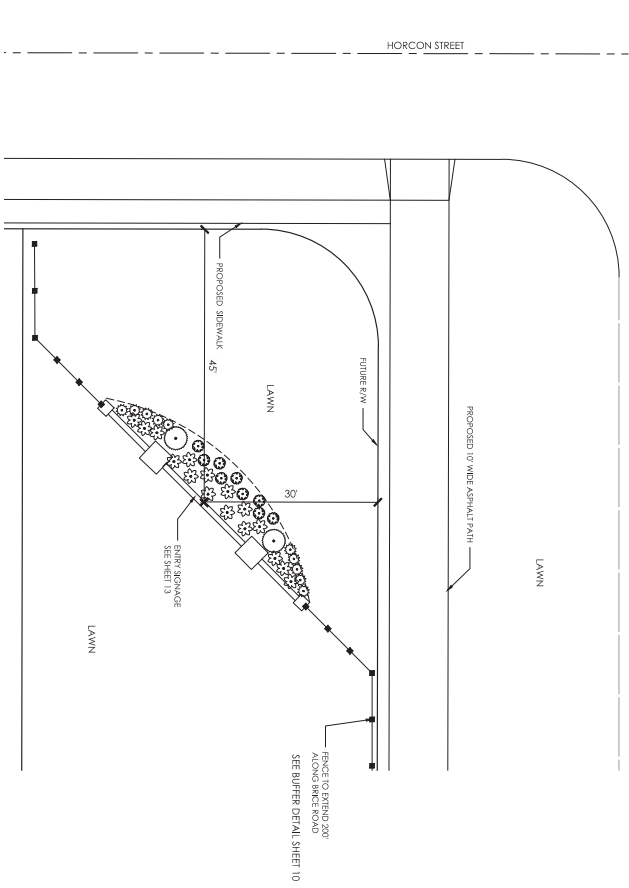 HORCON STREET
PROPOSED SIDEWALK
45'
LAWN
FUTURE R/W
PROPOSED 10' WIDE ASPHALT PATH
30'
LAWN
ENTRY SIGNAGE
SEE SHEET 13
LAWN
FENCE TO EXTEND 200'
ALONG BRICE ROAD
SEE BUFFER DETAIL SHEET 10